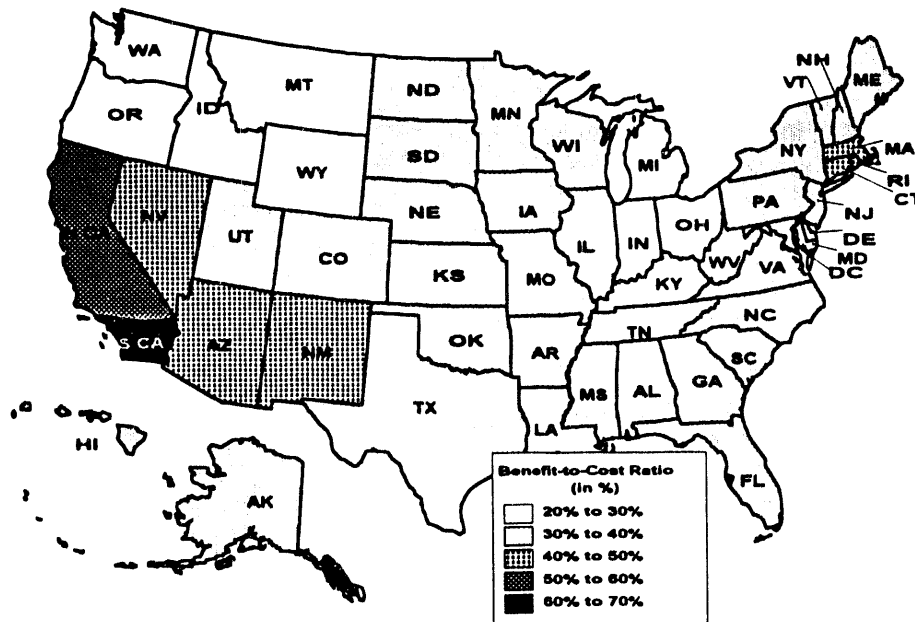 WA
MT
ND
MN
VT
NH
ME
OR
ID
SD
WI
MI
NY
MA
RI
CT
WY
NE
IA
PA
NJ
NV
UT
CO
IL
IN
OH
DE
MD
DC
WV
VA
KS
MO
KY
S CA
AZ
NM
OK
AR
TN
NC
SC
TX
LA
MS
AL
GA
FL
HI
AK
Benefit-to-Cost Ratio
(in %)
20% to 30%
30% to 40%
40% to 50%
50% to 60%
60% to 70%